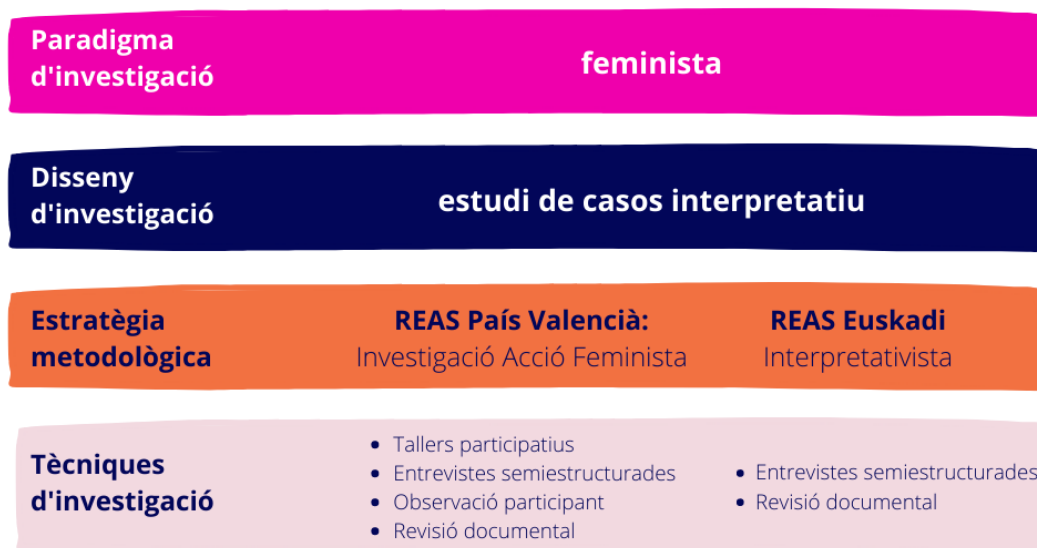 Paradigma
d'investigació
feminista
Disseny
d'investigació
estudi de casos interpretatiu
Estratègia
metodològica
REAS País Valencià:
Investigació Acció Feminista
REAS Euskadi
Interpretativista
Tècniques
d'investigació
• Tallers participatius
• Entrevistes semiestructurades
• Observació participant
• Revisió documental
• Entrevistes semiestructurades
• Revisió documental